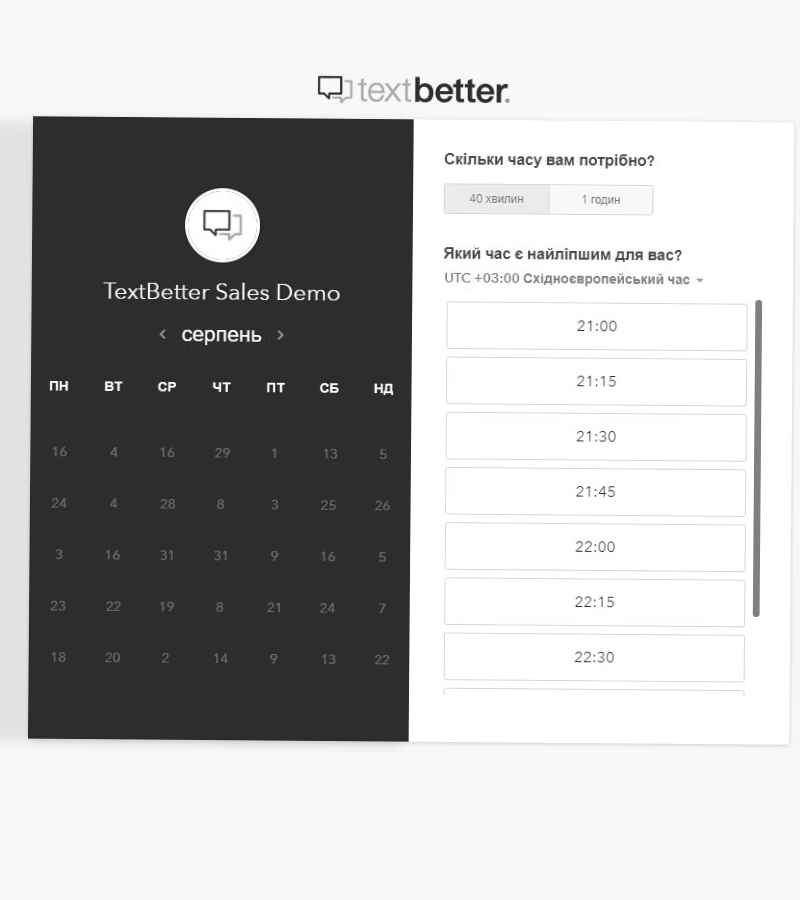 textbetter.
TextBetter Sales Demo
серпень
ПН ВТ СР ЧТ ПТ СБ НД
16 4 16 29 1 13 5
24 4 28 8 3 25 26
3 16 31 31 9 16 5
23 22 19 8 21 24 7
18 20 2 14 9 13 22
Скільки часу вам потрібно?
40 хвилин 1 годин
Який час є найліпшим для вас?
UTC +03:00 Східноєвропейський час
21:00
21:15
21:30
21:45
22:00
22:15
22:30